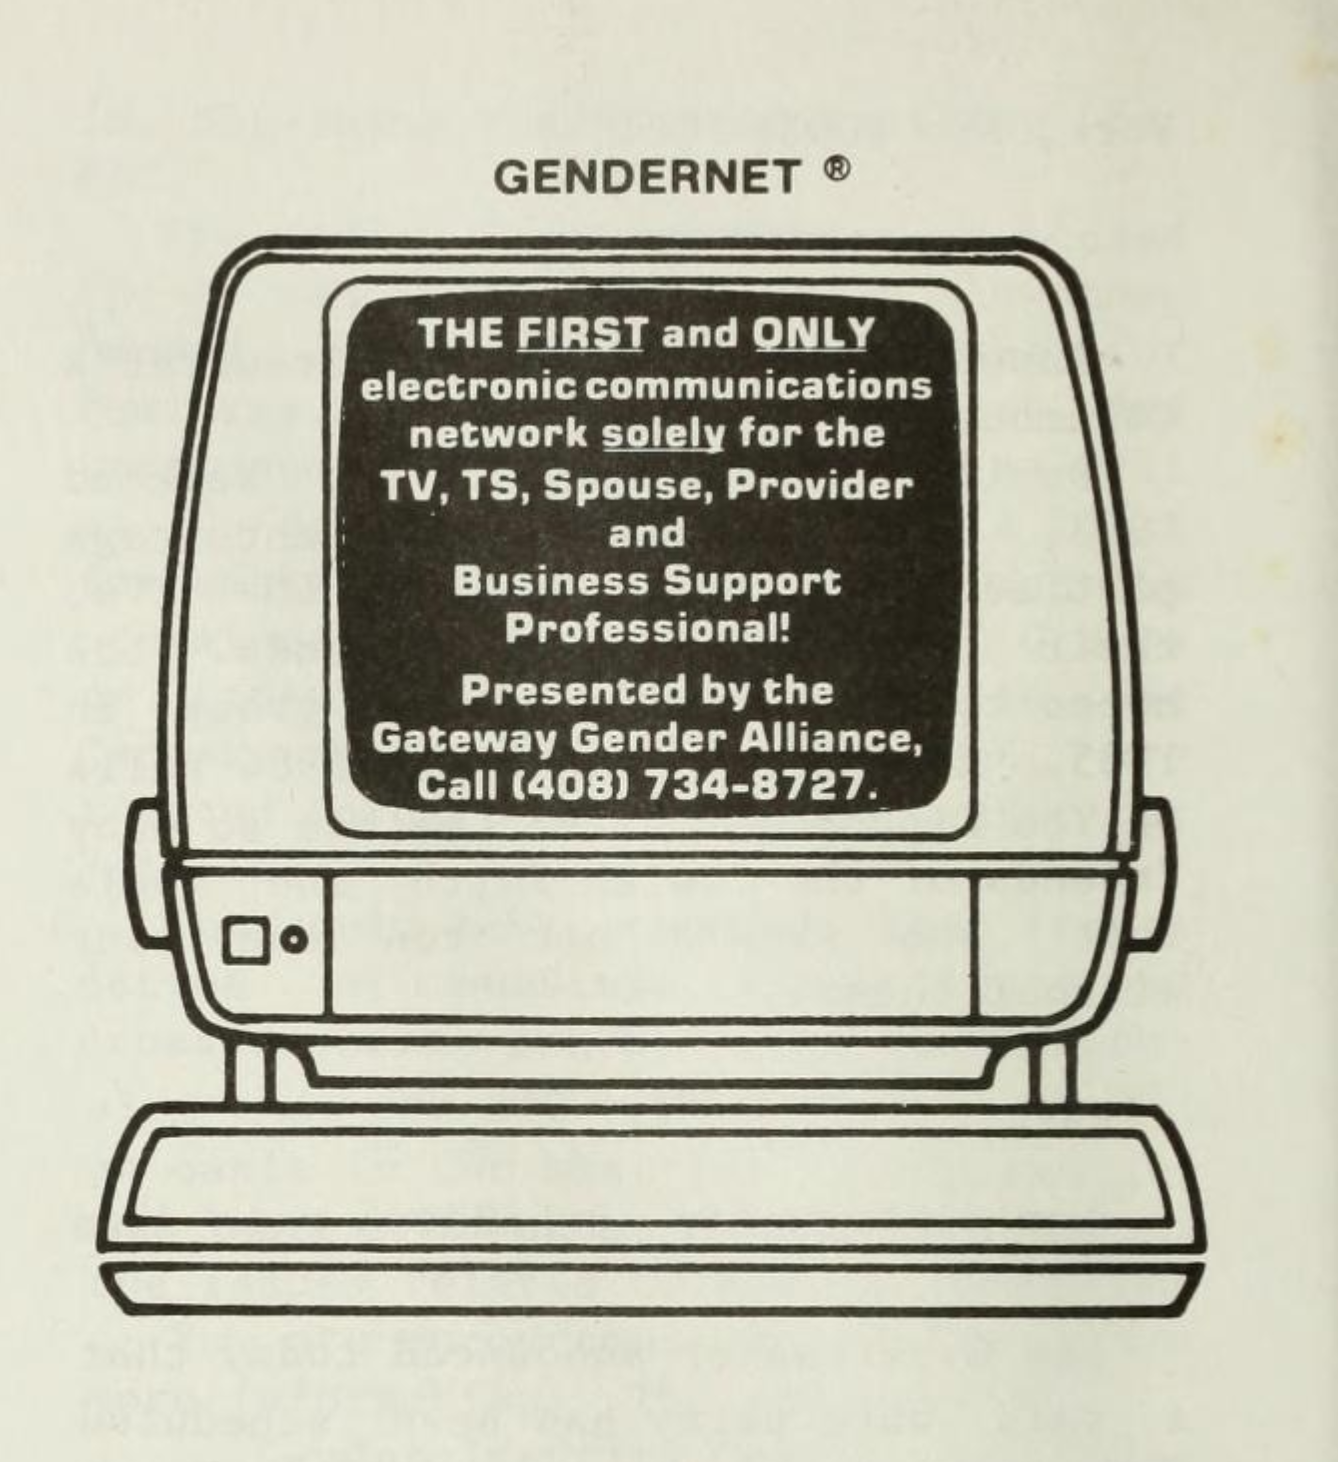 GENDERNET ®
THE FIRST and ONLY
electronic communications
network solely for the
TV, TS, Spouse, Provider
and
Business Support
Professional!
Presented by the
Gateway Gender Alliance,
Call (408) 734-8727.